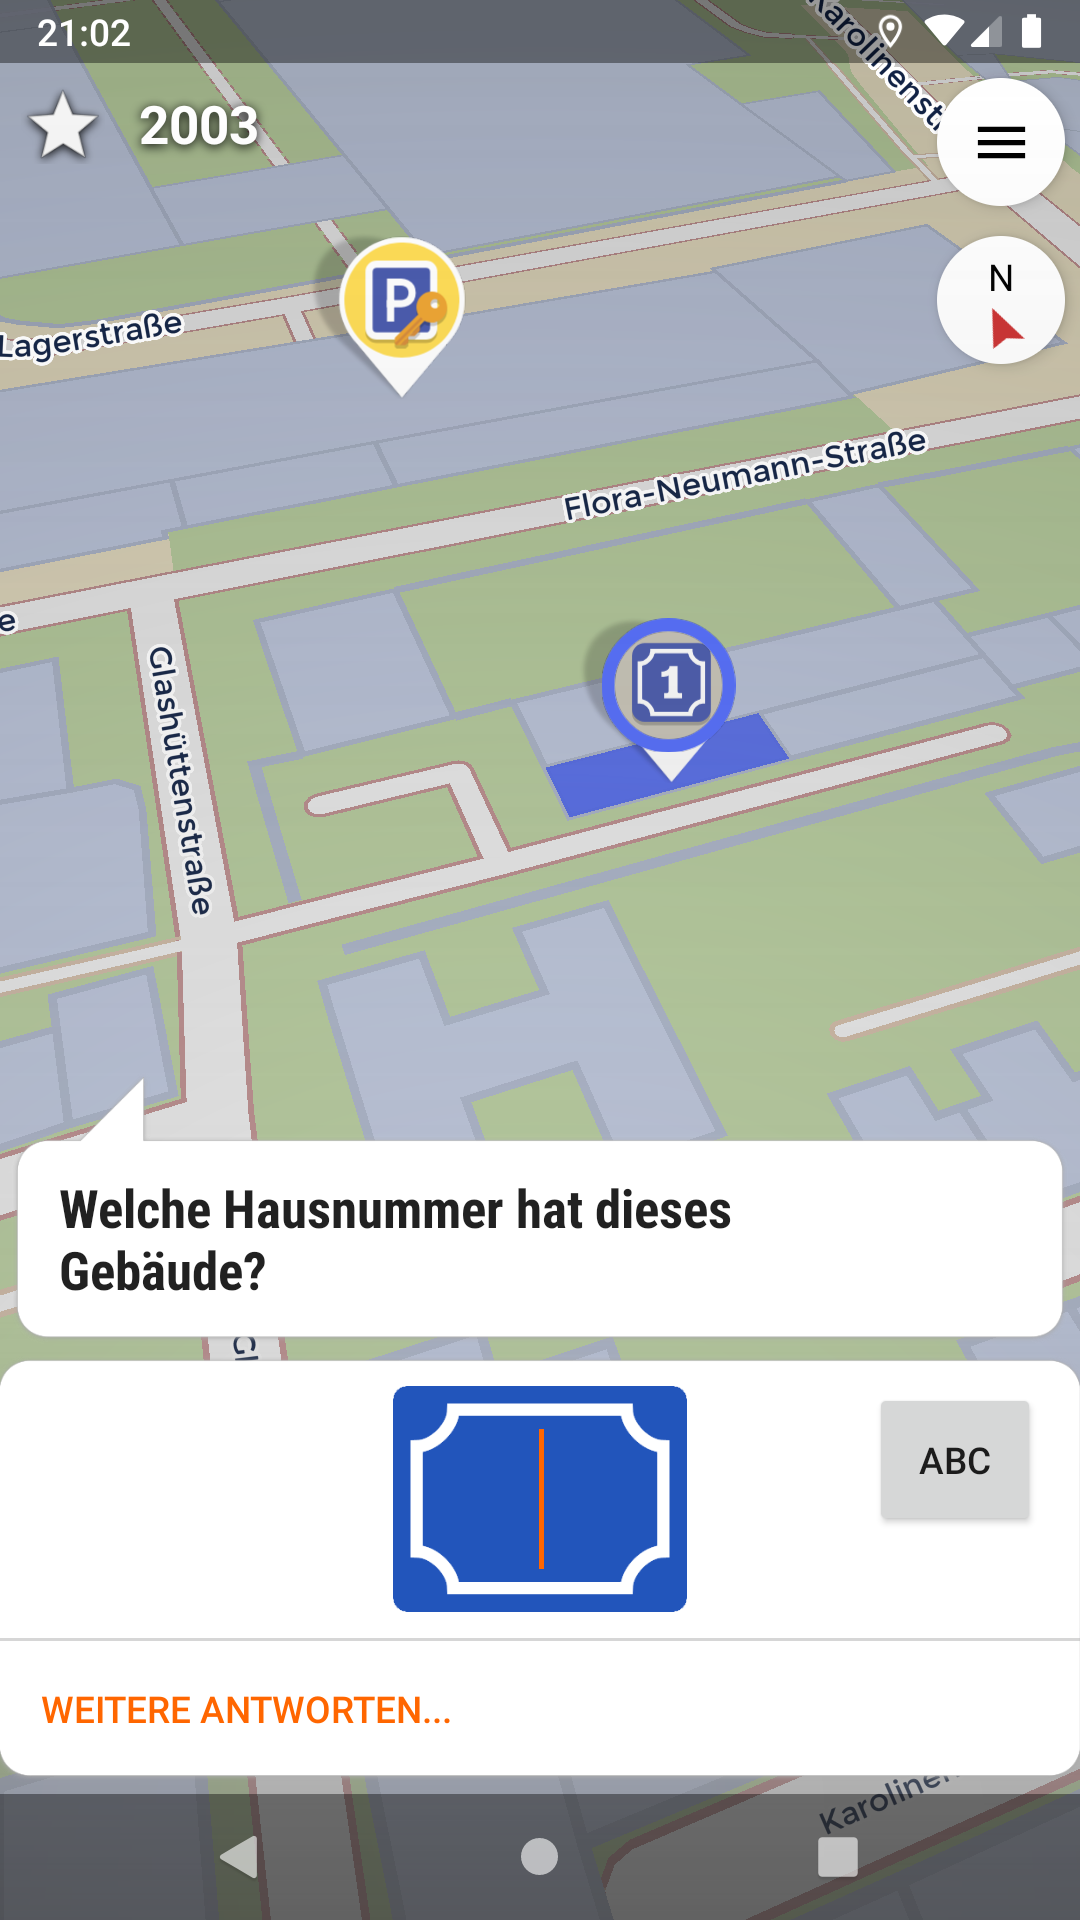 21:02
Karolinenst
2003
N
P
Lagerstraße
Flora-Neumann-Straße
e
1
Glashüttenstraße
Welche Hausnummer hat dieses
Gebäude?
Gl
ABC
WEITERE ANTWORTEN...
Karolinen